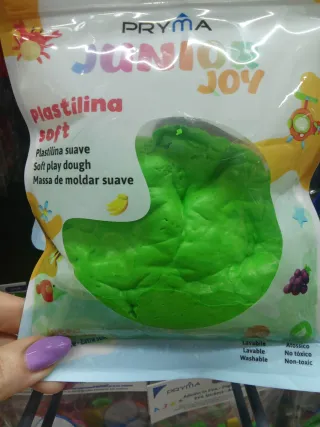 PRYMA
JUNIOR
JOY
Plastilina
soft
Plastilina suave
Soft play dough
Massa de moldar suave
Lavable
Lavable
Washable
Atóssico
No tóxico
Non-toxic
PRYMA